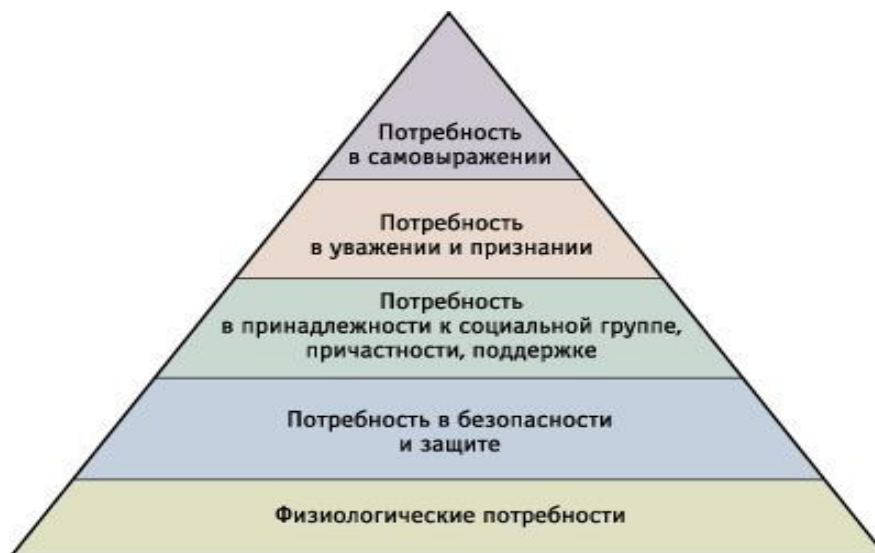 Потребность
в самовыражении
Потребность
в уважении и признании
Потребность
в принадлежности к социальной группе,
причастности, поддержке
Потребность в безопасности
и защите
Физиологические потребности